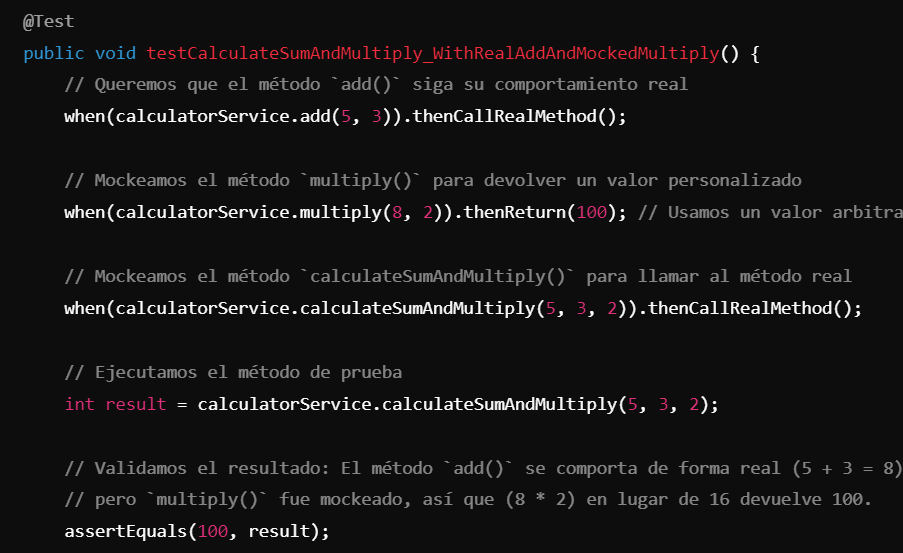 @Test
public void testCalculateSumAndMultiply_WithRealAddAndMockedMultiply() {
// Queremos que el método `add()` siga su comportamiento real
when(calculatorService.add(5, 3)).thenCallRealMethod();
// Mockeamos el método `multiply()` para devolver un valor personalizado
when(calculatorService.multiply(8, 2)).thenReturn(100); // Usamos un valor arbitra
// Mockeamos el método `calculateSumAndMultiply()` para llamar al método real
when(calculatorService.calculateSumAndMultiply(5, 3, 2)).thenCallRealMethod();
// Ejecutamos el método de prueba
int result = calculatorService.calculateSumAndMultiply(5, 3, 2);
// Validamos el resultado: El método `add()` se comporta de forma real (5 + 3 = 8)
// pero `multiply()` fue mockeado, así que (8 * 2) en lugar de 16 devuelve 100.
assertEquals(100, result);